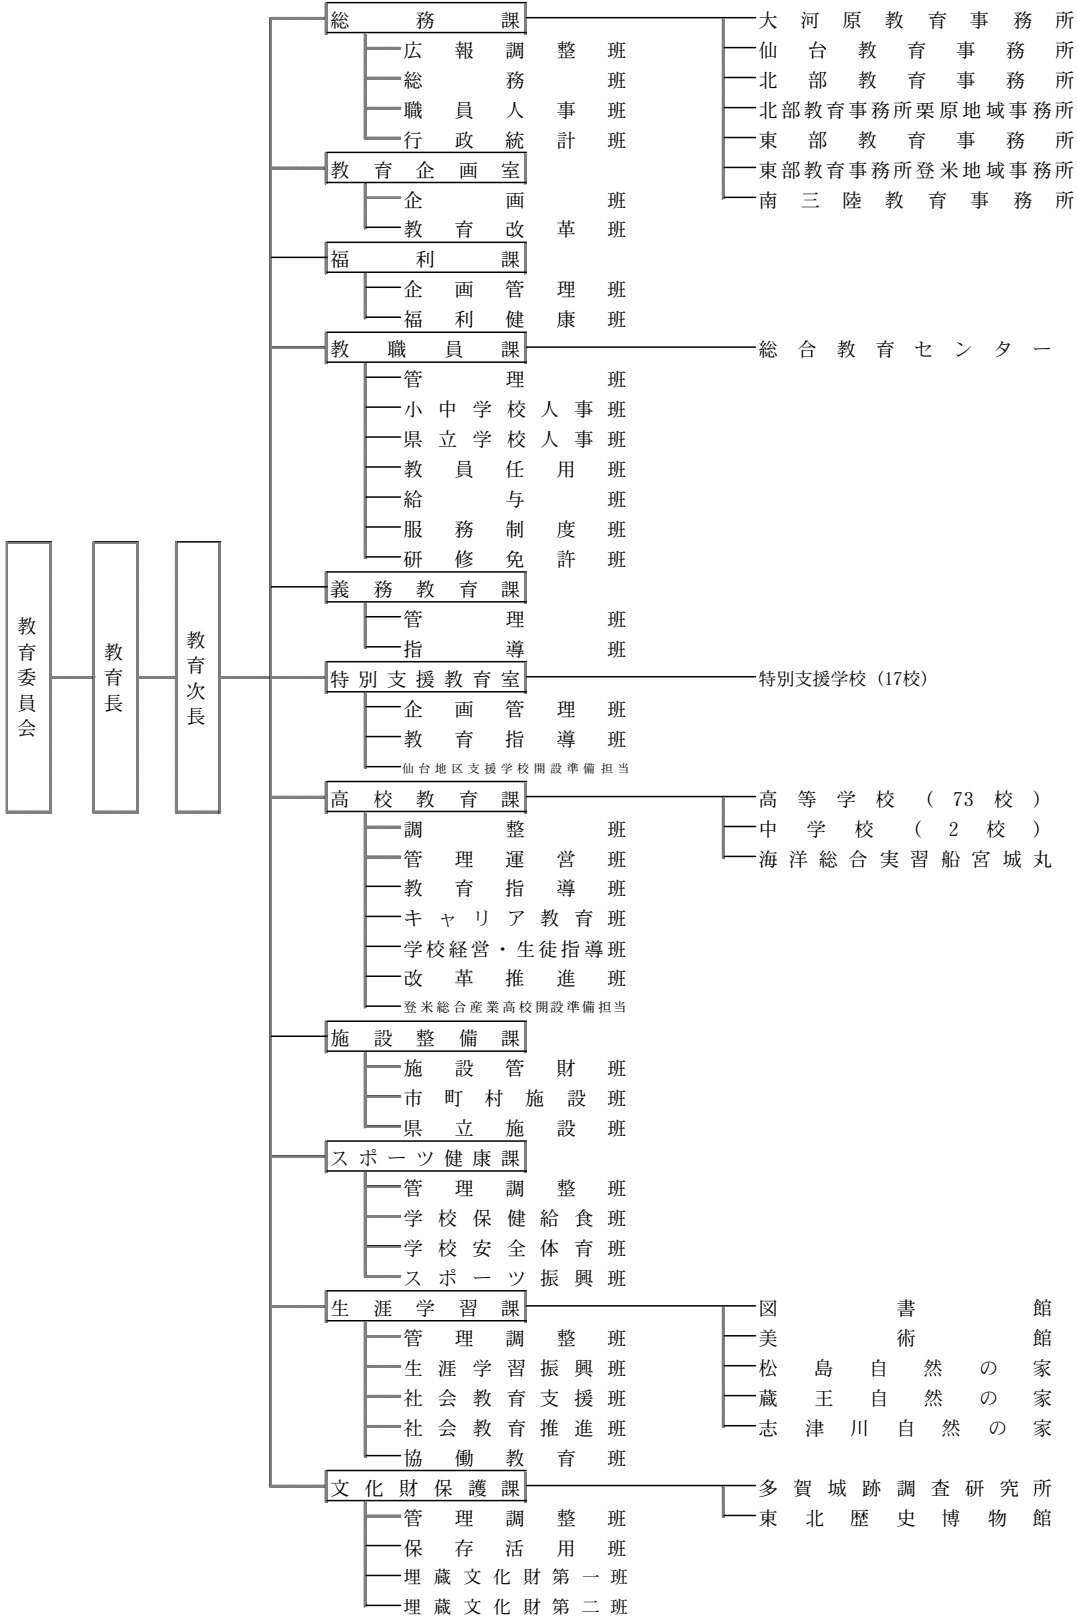 総務課 大河原教育事務所
広報調整班 仙台教育事務所
総務班 北部教育事務所
職員人事班 北部教育事務所栗原地域事務所
行政統計班 東部教育事務所
教育企画室 東部教育事務所登米地域事務所
企画班 南三陸教育事務所
教育改革班
福利課
企画管理班
福利健康班
教職員課 総合教育センター
管理班
小中学校人事班
県立学校人事班
教員任用班
給与班
服務制度班
研修免許班
義務教育課
管理班
指導班
教育委員会
教育長
教育次長
特別支援教育室 特別支援学校(17校)
企画管理班
教育指導班
仙台地区支援学校開設準備担当
高校教育課 高等学校(73校)
調整班 中学校(2校)
管理運営班 海洋総合実習船宮城丸
教育指導班
キャリア教育班
学校経営・生徒指導班
改革推進班
登米総合産業高校開設準備担当
施設整備課
施設管財班
市町村施設班
県立施設班
スポーツ健康課
管理調整班
学校保健給食班
学校安全体育班
スポーツ振興班
生涯学習課 図書館
管理調整班 美術館
生涯学習振興班 松島自然の家
社会教育支援班 蔵王自然の家
社会教育推進班 志津川自然の家
協働教育班
文化財保護課 多賀城跡調査研究所
管理調整班 東北歴史博物館
保存活用班
埋蔵文化財第一班
埋蔵文化財第二班